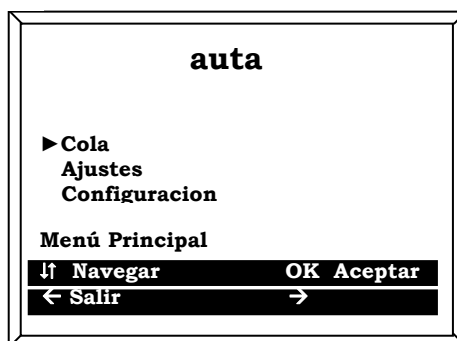 auta
►Cola
Ajustes
Configuracion
Menú Principal
↓↑ Navegar OK Aceptar
← Salir →